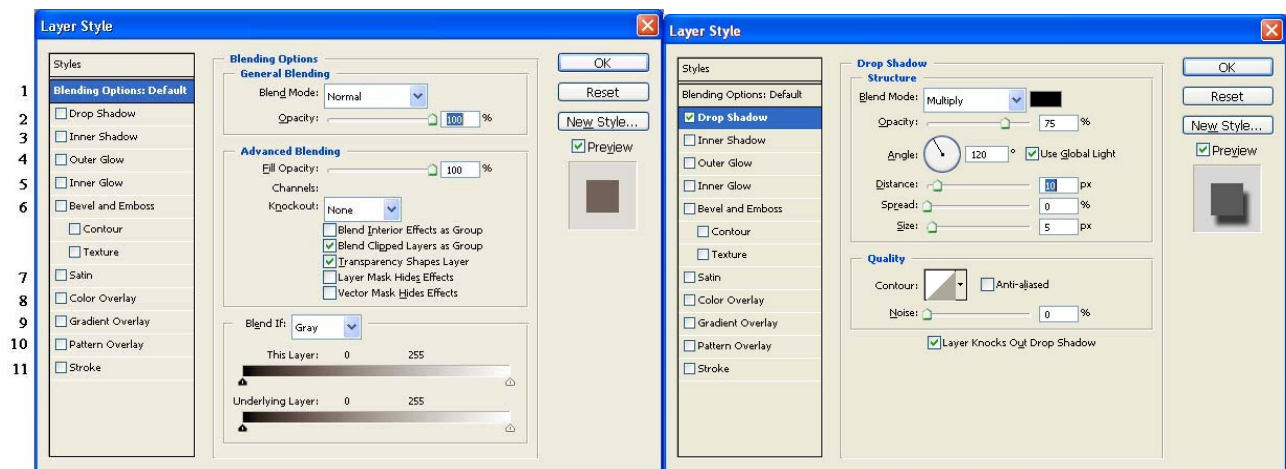 Layer Style
Styles
1 Blending Options: Default
2 Drop Shadow
3 Inner Shadow
4 Outer Glow
5 Inner Glow
6 Bevel and Emboss
Contour
Texture
7 Satin
8 Color Overlay
9 Gradient Overlay
10 Pattern Overlay
11 Stroke
Blending Options
General Blending
Blend Mode: Normal
Opacity: 100 %
Advanced Blending
Fill Opacity: 100 %
Channels:
Knockout: None
Blend Interior Effects as Group
Blend Clipped Layers as Group
Transparency Shapes Layer
Layer Mask Hides Effects
Vector Mask Hides Effects
Blend If: Gray
This Layer: 0 255
Underlying Layer: 0 255
OK
Reset
New Style...
Preview
Layer Style
Styles
Blending Options: Default
Drop Shadow
Inner Shadow
Outer Glow
Inner Glow
Bevel and Emboss
Contour
Texture
Satin
Color Overlay
Gradient Overlay
Pattern Overlay
Stroke
Drop Shadow
Structure
Blend Mode: Multiply
Opacity: 75 %
Angle: 120 ° Use Global Light
Distance: 10 px
Spread: 0 %
Size: 5 px
Quality
Contour: Anti-aliased
Noise: 0 %
Layer Knocks Out Drop Shadow
OK
Reset
New Style...
Preview